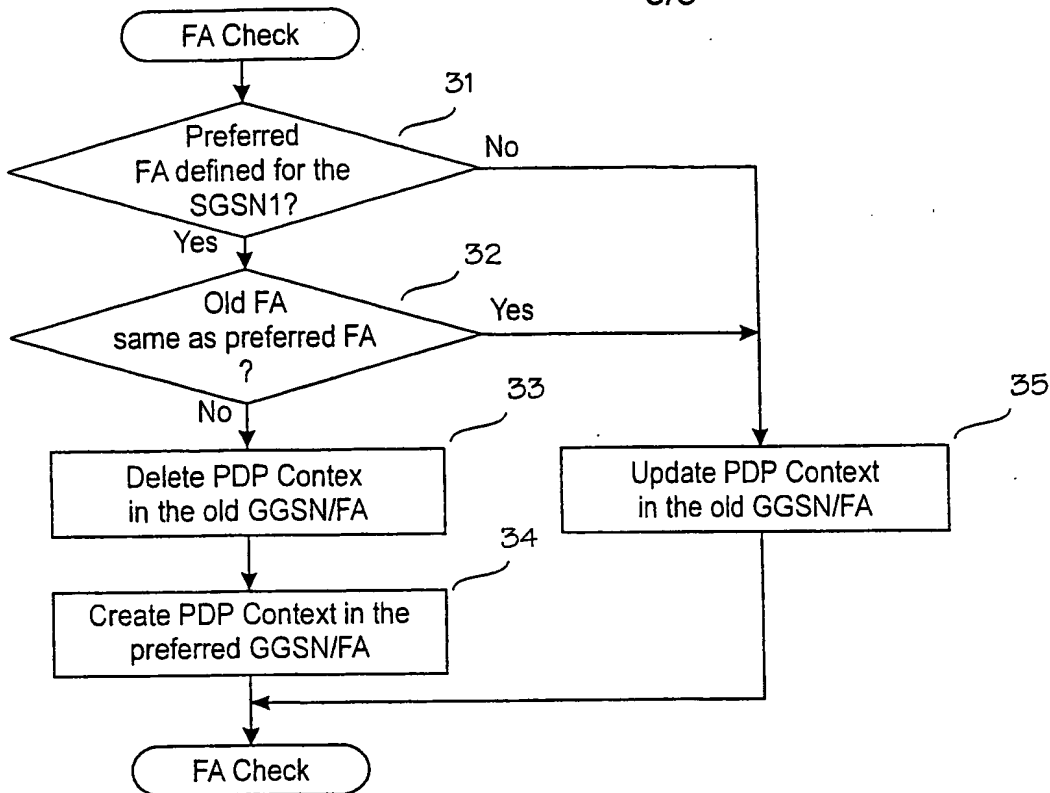 FA Check
31
Preferred
FA defined for the
SGSN1?
No
Yes
32
Old FA
same as preferred FA
?
Yes
No
33
Delete PDP Contex
in the old GGSN/FA
35
Update PDP Context
in the old GGSN/FA
34
Create PDP Context in the
preferred GGSN/FA
FA Check